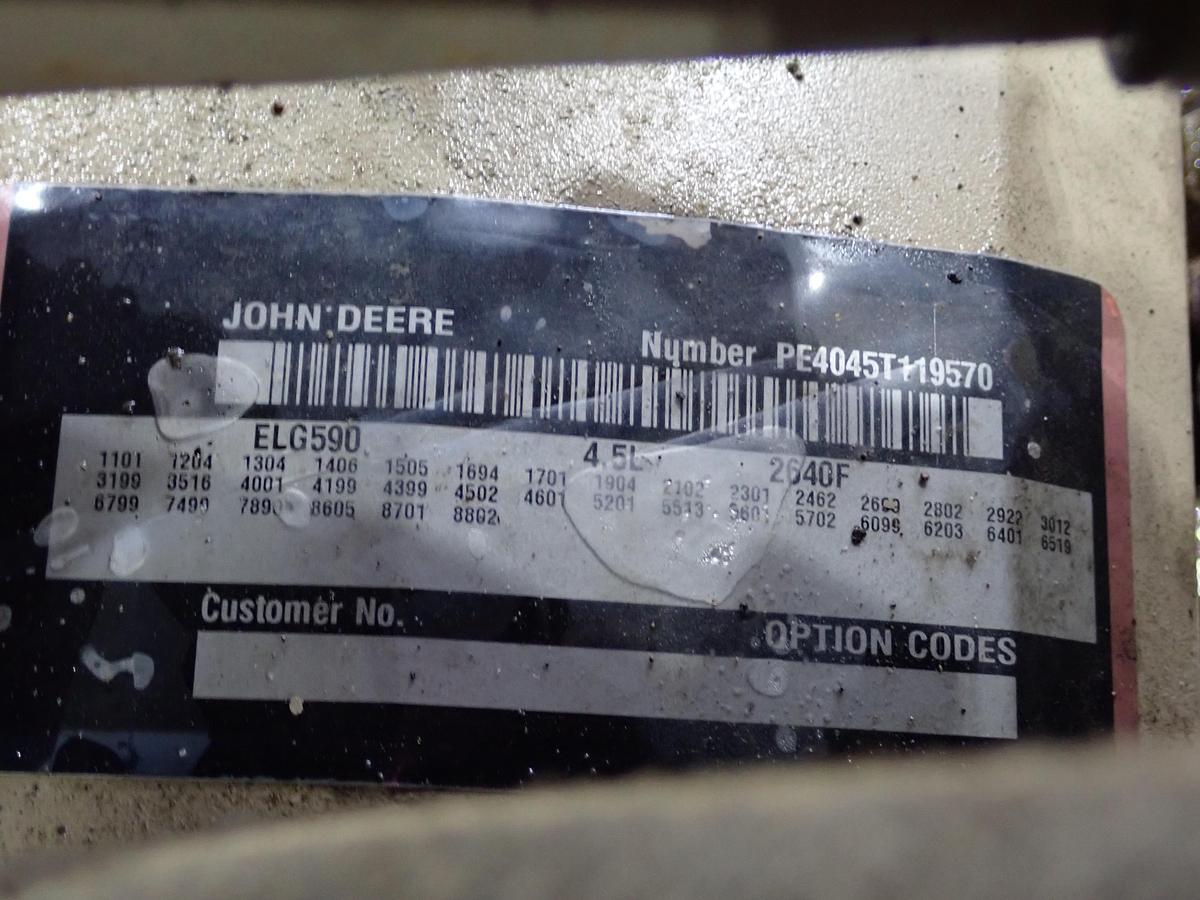 JOHN DEERE
Number PE4045T119570
ELG590 4.5L 2640F
1101 1204 1304 1406 1505 1694 1701 1904 2102 2301 2462 2802 2922 3012
3199 3516 4001 4199 4399 4502 4601 5201 5513 5601 5702 6099 6203 6401 6519
6799 7499 8605 8701 8802
Customer No.
OPTION CODES